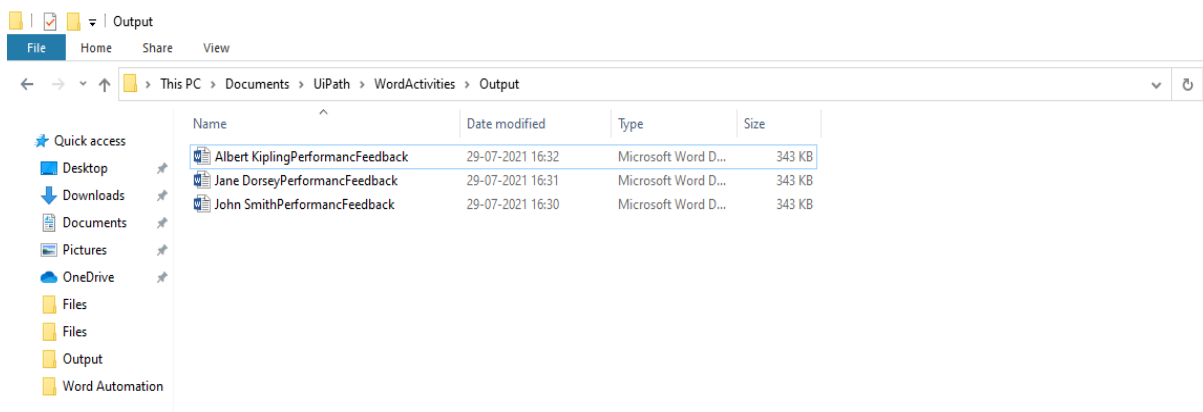 Output
File Home Share View
This PC > Documents > UiPath > WordActivities > Output
Name Date modified Type Size
Quick access
Desktop
Downloads
Documents
Pictures
OneDrive
Files
Files
Output
Word Automation
Albert KiplingPerformancFeedback 29-07-2021 16:32 Microsoft Word D... 343 KB
Jane DorseyPerformancFeedback 29-07-2021 16:31 Microsoft Word D... 343 KB
John SmithPerformancFeedback 29-07-2021 16:30 Microsoft Word D... 343 KB